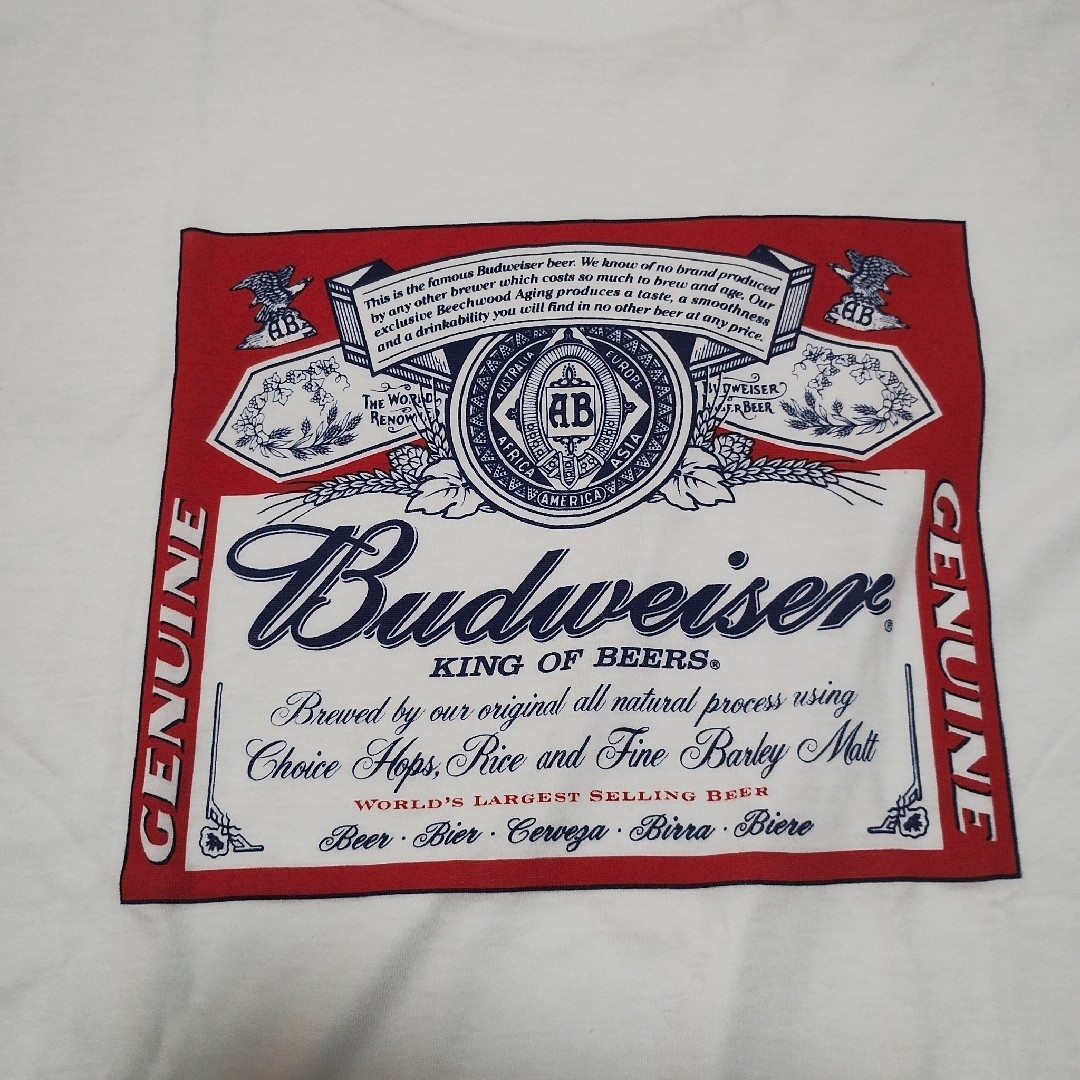 This is the famous Budweiser beer. We know of no brand produced
by any other brewer which costs so much to brew and age. Our
exclusive Beechwood Aging produces a taste, a smoothness
and a drinkability you will find in no other beer at any price.
AB
AB
THE WORLD
AUSTRALIA
EUROPE
AB
AFRICA
ASIA
AMERICA
GENUINE
GENUINE
Budweiser®
KING OF BEERS®
Brewed by our original all natural process using
Choice Hops, Rice and Fine Barley Malt
WORLD'S LARGEST SELLING BEER
Beer · Bier · Cerveza · Birra · Biere